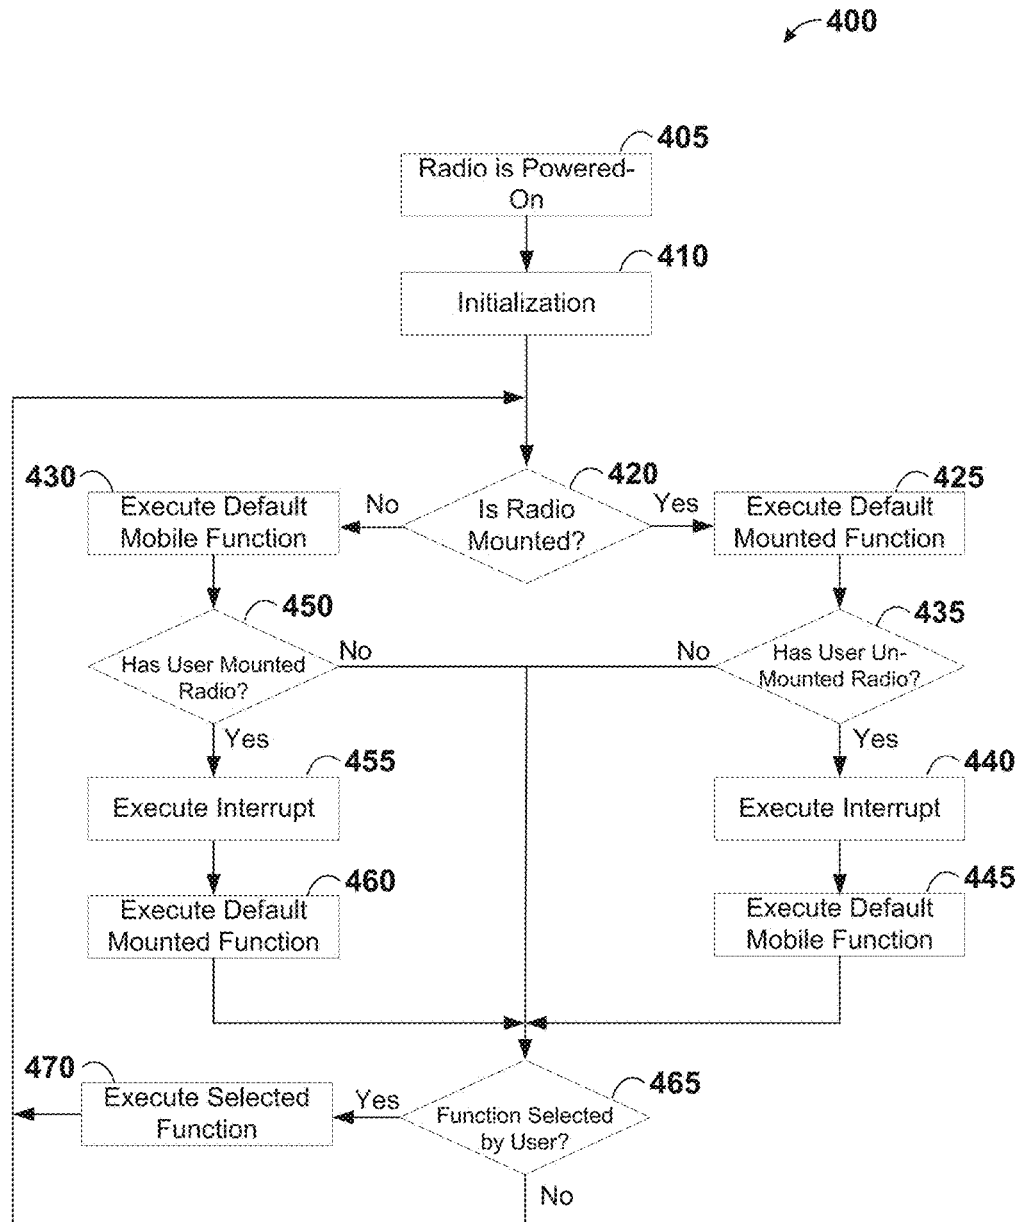 400
405
Radio is Powered-
On
410
Initialization
430
420
425
Execute Default
Mobile Function
No
Is Radio
Mounted?
Yes
Execute Default
Mounted Function
450
435
Has User Mounted
Radio?
No
No
Has User Un-
Mounted Radio?
Yes
Yes
455
440
Execute Interrupt
Execute Interrupt
460
445
Execute Default
Mounted Function
Execute Default
Mobile Function
470
465
Execute Selected
Function
Yes
Function Selected
by User?
No